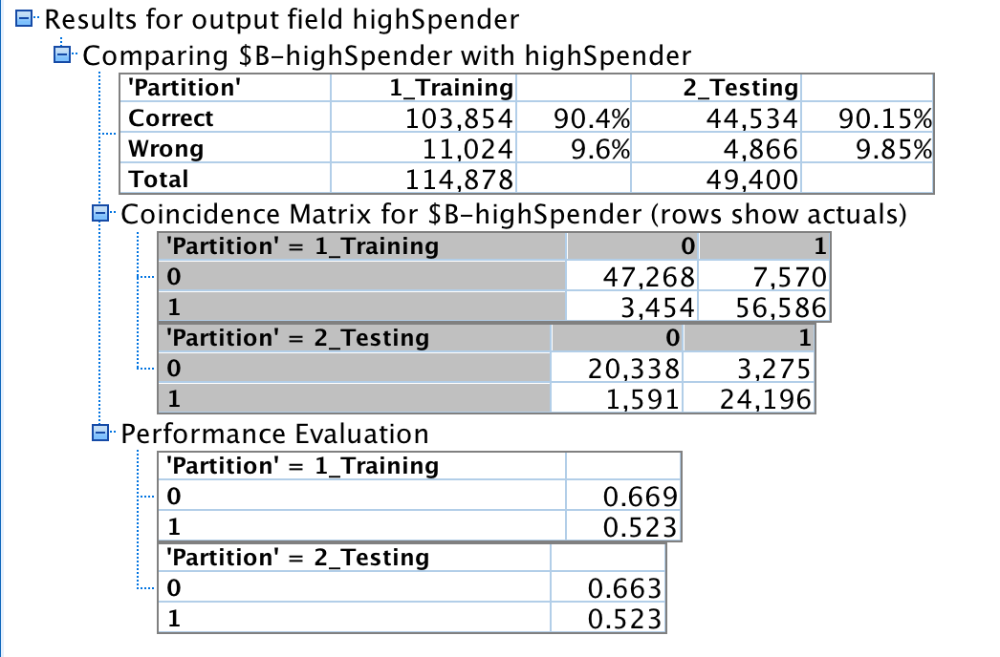 Results for output field highSpender
Comparing $B-highSpender with highSpender
'Partition' 1_Training 2_Testing
Correct 103,854 90.4% 44,534 90.15%
Wrong 11,024 9.6% 4,866 9.85%
Total 114,878 49,400
Coincidence Matrix for $B-highSpender (rows show actuals)
'Partition' = 1_Training 0 1
0 47,268 7,570
1 3,454 56,586
'Partition' = 2_Testing 0 1
0 20,338 3,275
1 1,591 24,196
Performance Evaluation
'Partition' = 1_Training
0 0.669
1 0.523
'Partition' = 2_Testing
0 0.663
1 0.523